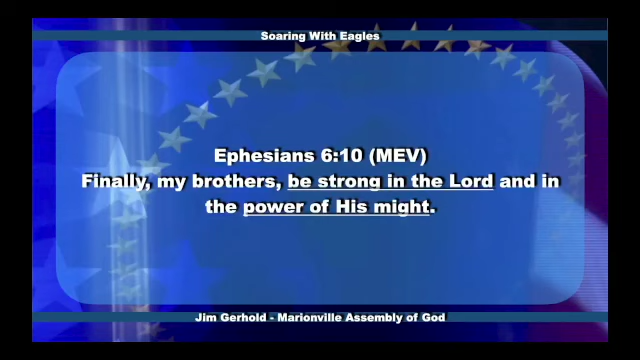 Soaring With Eagles
Ephesians 6:10 (MEV)
Finally, my brothers, be strong in the Lord and in
the power of His might.
Jim Gerhold - Marionville Assembly of God